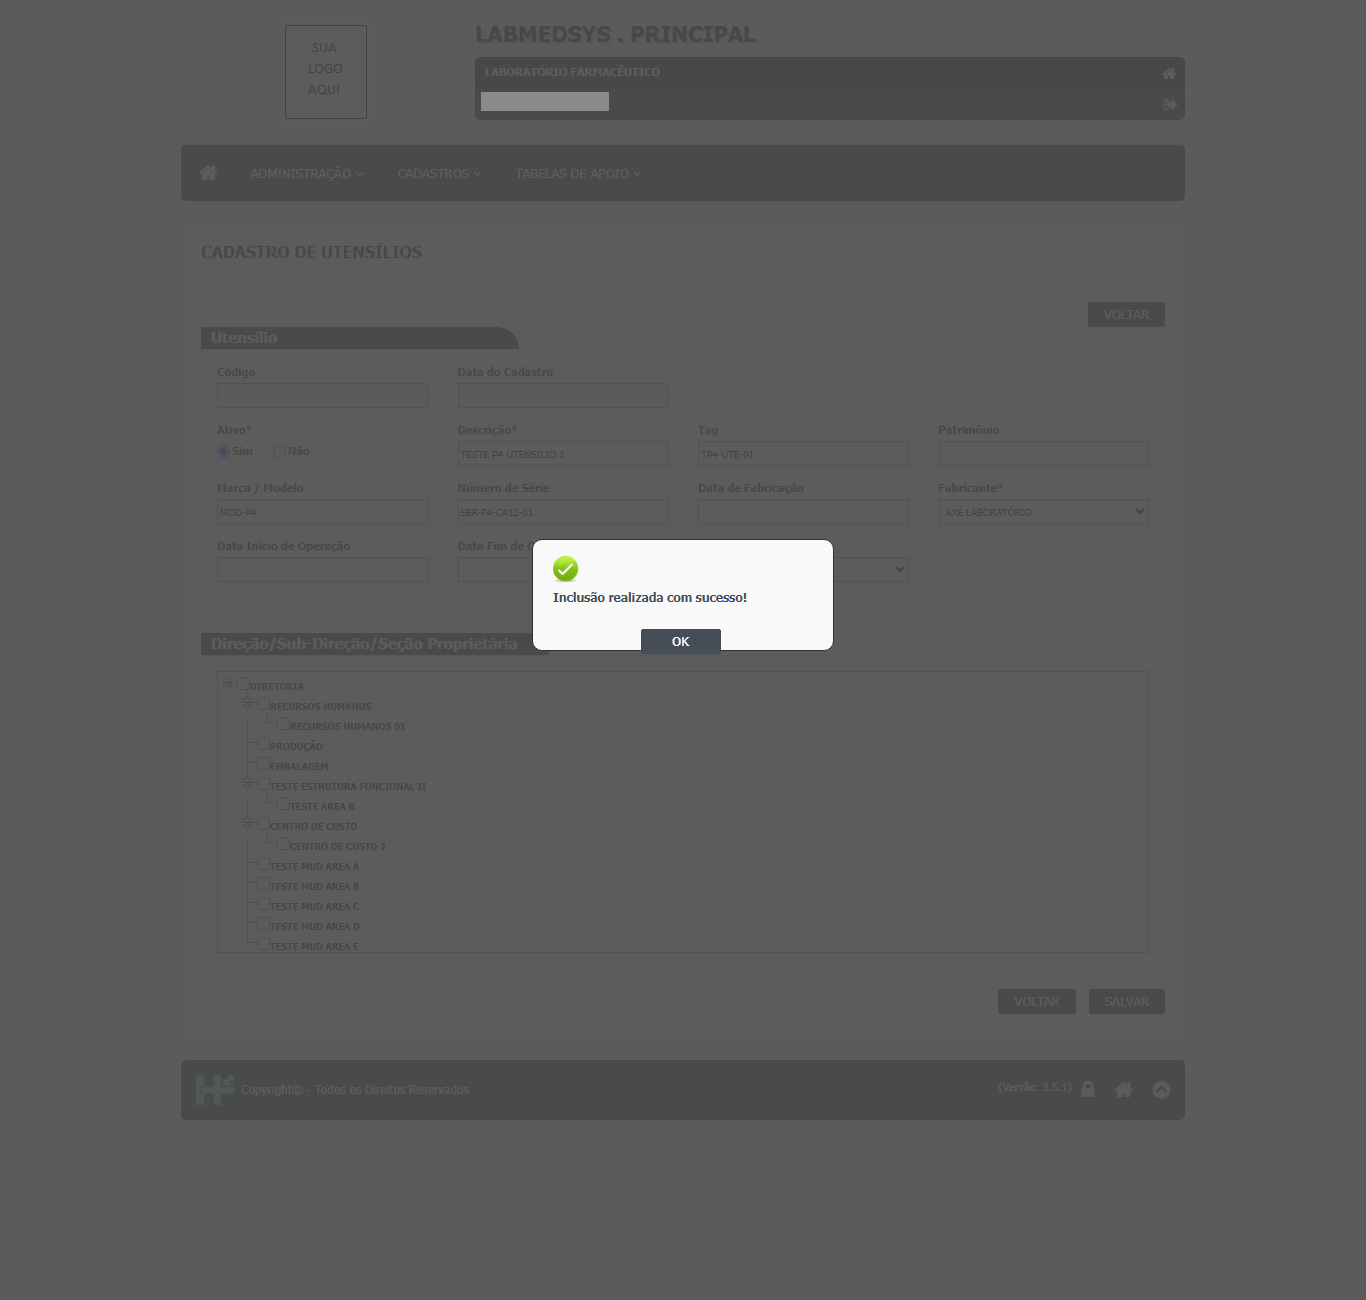 SUA
LOGO
AQUI
LABMEDSYS . PRINCIPAL
LABORATÓRIO FARMACÊUTICO
ADMINISTRAÇÃO CADASTROS TABELAS DE APOIO
CADASTRO DE UTENSÍLIOS
VOLTAR
Utensílio
Código Data do Cadastro
Ativo* Descrição* Tag Patrimônio
Sim Não TESTE P4 UTENSILIO 1 TP4-UTE-01
Marca / Modelo Número de Série Data de Fabricação Fabricante*
MOD-P4 SER-P4-CA12-01 AXÉ LABORATÓRIO
Data Início de Operação Data Fim de
Inclusão realizada com sucesso!
OK
Direção/Sub-Direção/Seção Proprietária
DIRETORIA
RECURSOS HUMANOS
RECURSOS HUMANOS 01
PRODUÇÃO
EMBALAGEM
TESTE ESTRUTURA FUNCIONAL II
TESTE AREA B
CENTRO DE CUSTO
CENTRO DE CUSTO 2
TESTE MUD AREA A
TESTE MUD AREA B
TESTE MUD AREA C
TESTE MUD AREA D
TESTE MUD AREA E
VOLTAR SALVAR
Copyright© - Todos os Direitos Reservados (Versão: 3.5.1)